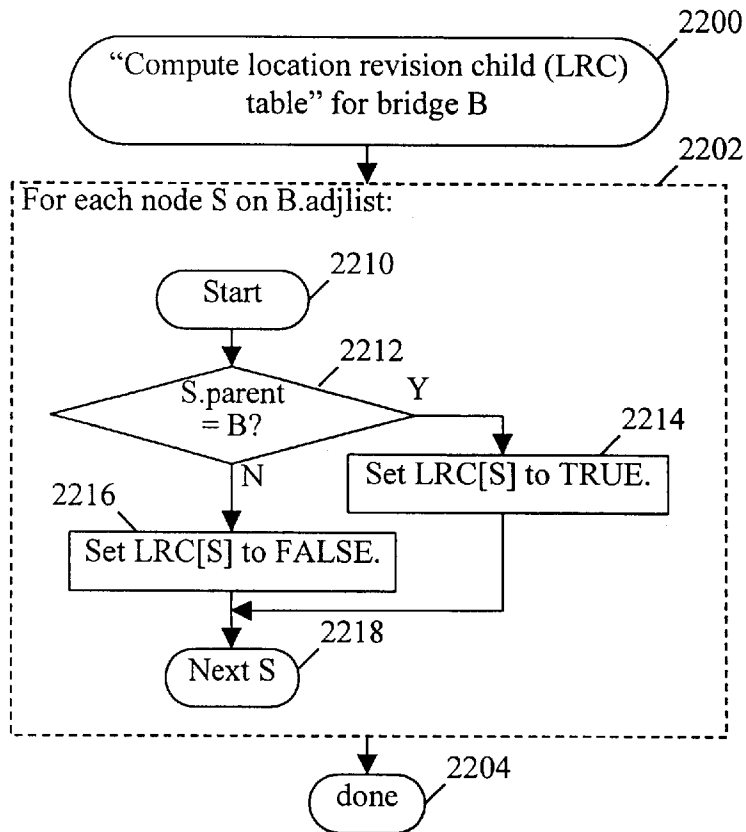 2200
“Compute location revision child (LRC)
table” for bridge B
2202
For each node S on B.adjlist:
2210
Start
2212
S.parent
= B?
Y
2214
Set LRC[S] to TRUE.
N
2216
Set LRC[S] to FALSE.
2218
Next S
2204
done